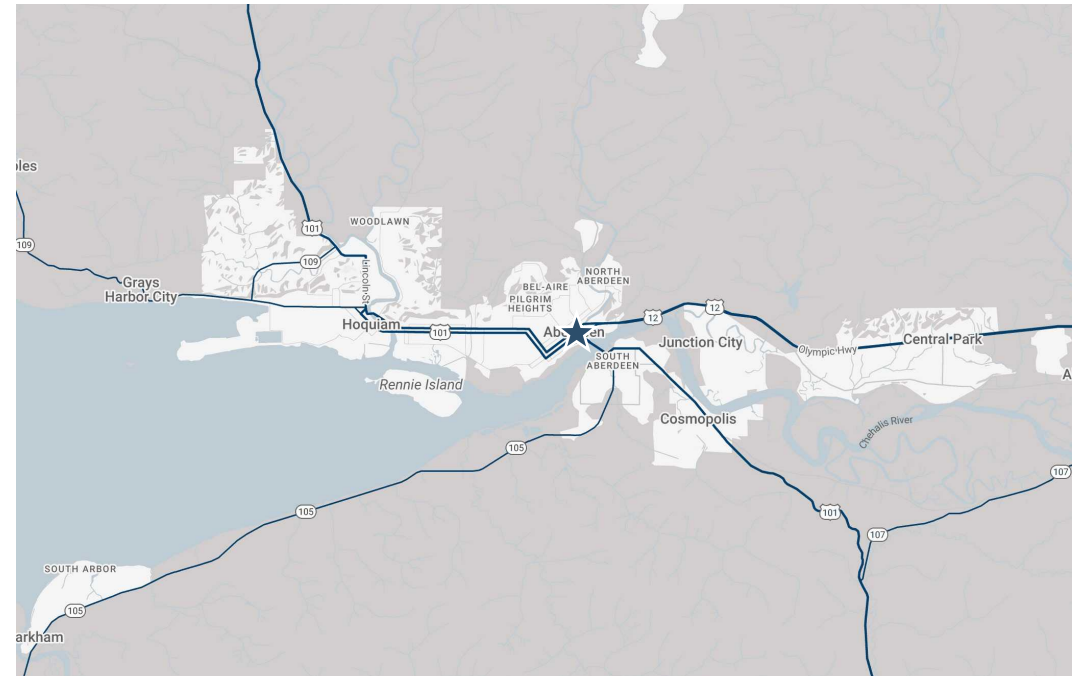 oles
101
WOODLAWN
109
109
Lincoln St
Grays
Harbor City
NORTH
ABERDEEN
BEL-AIRE
PILGRIM
HEIGHTS
12
12
Hoquiam
101
Junction City
Olympic Hwy
Central Park
SOUTH
ABERDEEN
A
Rennie Island
Cosmopolis
Chehalis River
105
107
105
101
107
SOUTH ARBOR
105
arkham